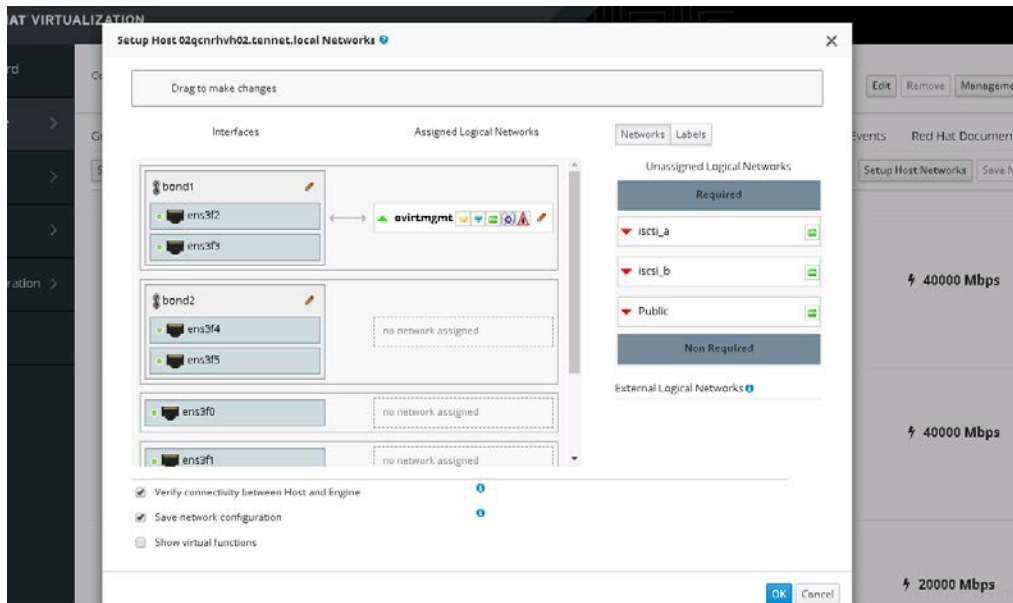 AT VIRTUALIZATION
Setup Host 02qcnrhvh02.tennet.local Networks
rd
Drag to make changes
Edit Remove Manageme
Interfaces
Assigned Logical Networks
Networks Labels
Events Red Hat Documen
Unassigned Logical Networks
Setup Host Networks Save N
Required
bond1
ens3f2
ovirtmgmt
ens3f3
iscsi_a
iscsi_b
Public
Non Required
External Logical Networks
bond2
ens3f4
no network assigned
ens3f5
ens3f0
no network assigned
ens3f1
no network assigned
ration
40000 Mbps
40000 Mbps
20000 Mbps
Verify connectivity between Host and Engine
Save network configuration
Show virtual functions
OK Cancel